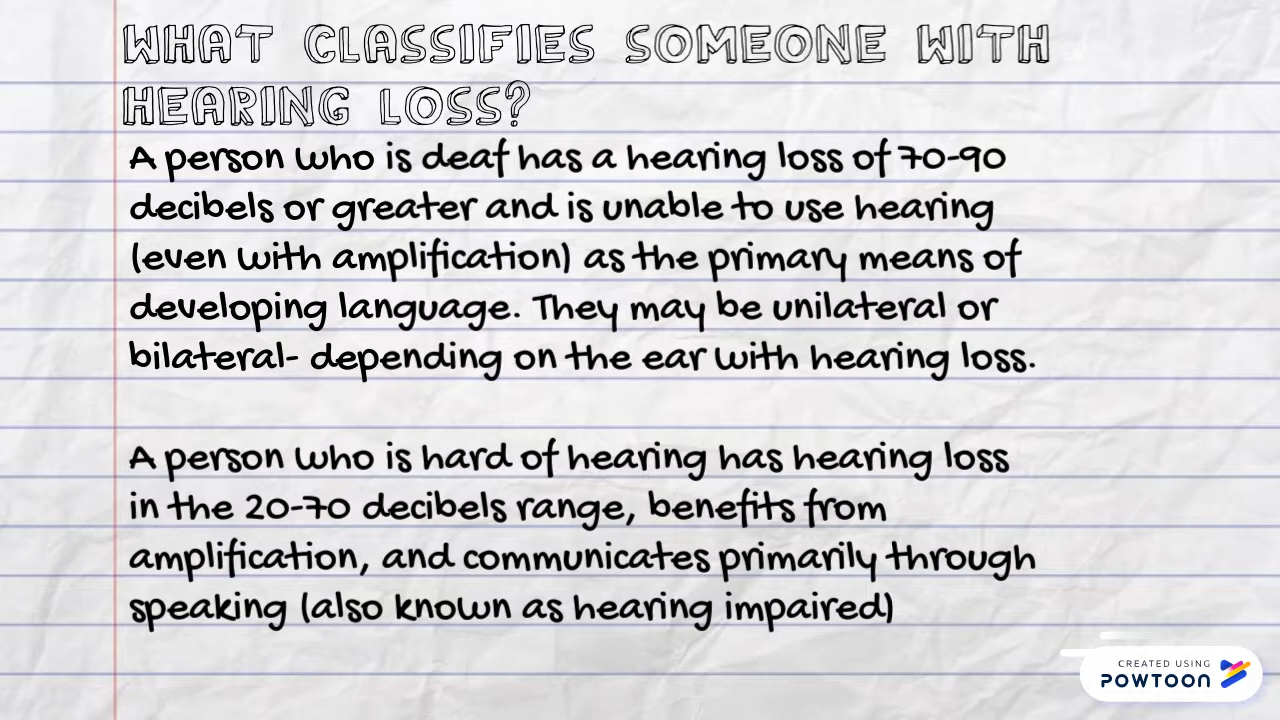 WHAT CLASSIFIES SOMEONE WITH
HEARING LOSS?
A person who is deaf has a hearing loss of 70-90
decibels or greater and is unable to use hearing
(even with amplification) as the primary means of
developing language. They may be unilateral or
bilateral- depending on the ear with hearing loss.
A person who is hard of hearing has hearing loss
in the 20-70 decibels range, benefits from
amplification, and communicates primarily through
speaking (also known as hearing impaired)
CREATED USING
POWTOON